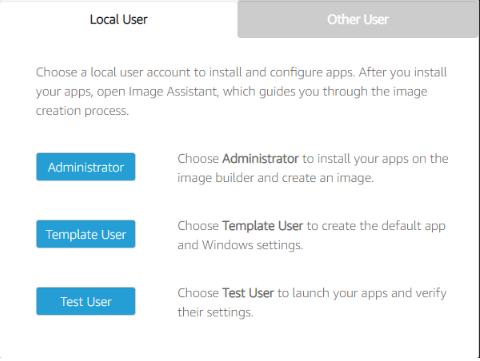 Local User
Other User
Choose a local user account to install and configure apps. After you install
your apps, open Image Assistant, which guides you through the image
creation process.
Administrator
Choose Administrator to install your apps on the
image builder and create an image.
Template User
Choose Template User to create the default app
and Windows settings.
Test User
Choose Test User to launch your apps and verify
their settings.